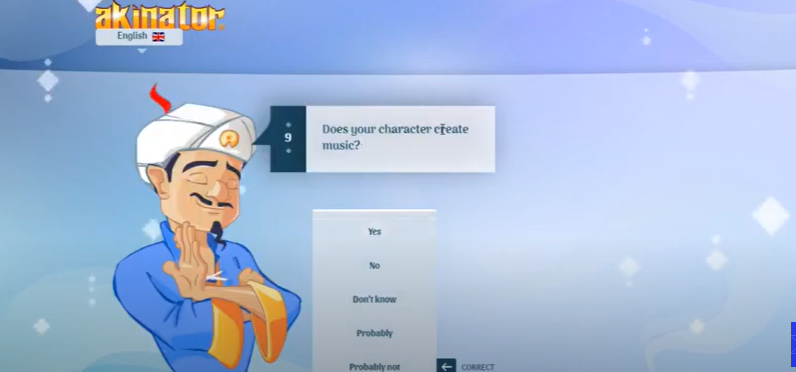 akinator.
English
9
Does your character create
music?
Yes
No
Don't know
Probably
Probably not
CORRECT